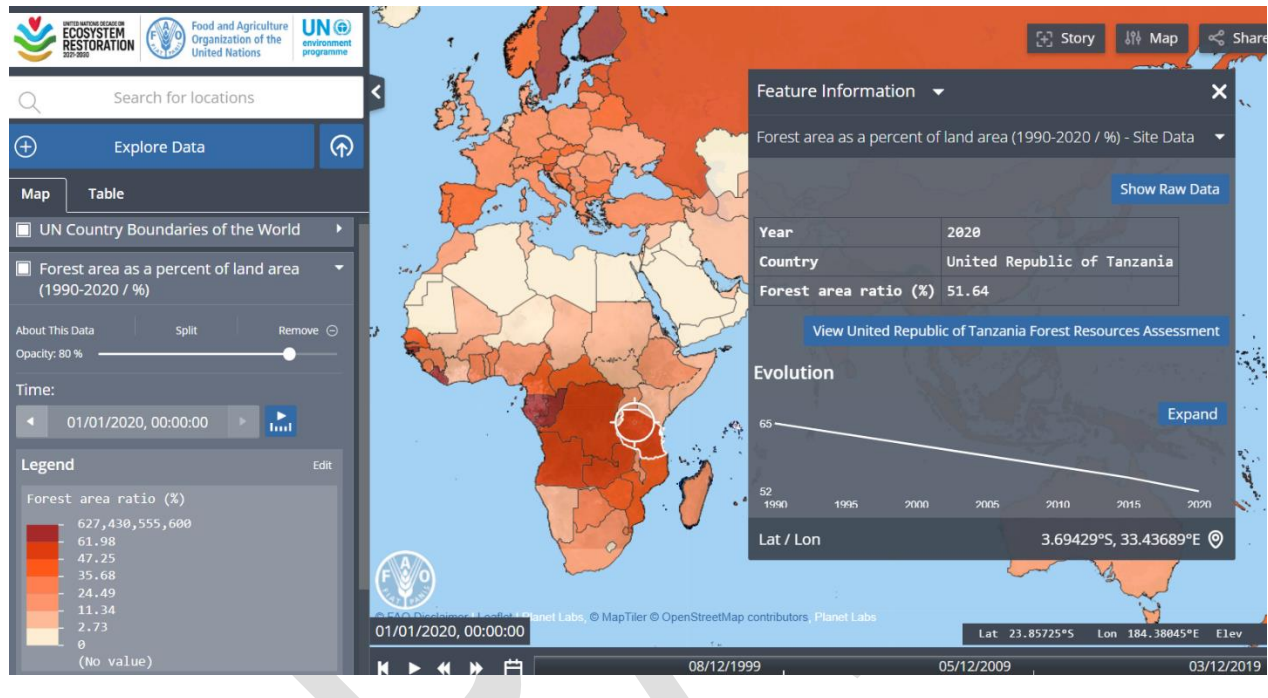 UNITED NATIONS DECADE ON
ECOSYSTEM
RESTORATION
2021-2030
Food and Agriculture
Organization of the
United Nations
UN
environment
programme
Search for locations
Explore Data
Map
Table
UN Country Boundaries of the World
Forest area as a percent of land area
(1990-2020 / %)
About This Data
Split
Remove
Opacity: 80 %
Time:
01/01/2020, 00:00:00
Legend
Edit
Forest area ratio (%)
627,430,555,600
61.98
47.25
35.68
24.49
11.34
2.73
0
(No value)
Story
Map
Share
Feature Information
Forest area as a percent of land area (1990-2020 / %) - Site Data
Show Raw Data
Year 2020
Country United Republic of Tanzania
Forest area ratio (%) 51.64
View United Republic of Tanzania Forest Resources Assessment
Evolution
Expand
65
52
1990 1995 2000 2005 2010 2015 2020
Lat / Lon 3.69429°S, 33.43689°E
F A O
FIAT PANIS
© FAO Disclaimer | Leaflet | Planet Labs, © MapTiler © OpenStreetMap contributors, Planet Labs
01/01/2020, 00:00:00
Lat 23.85725°S Lon 184.38045°E Elev
08/12/1999 05/12/2009 03/12/2019